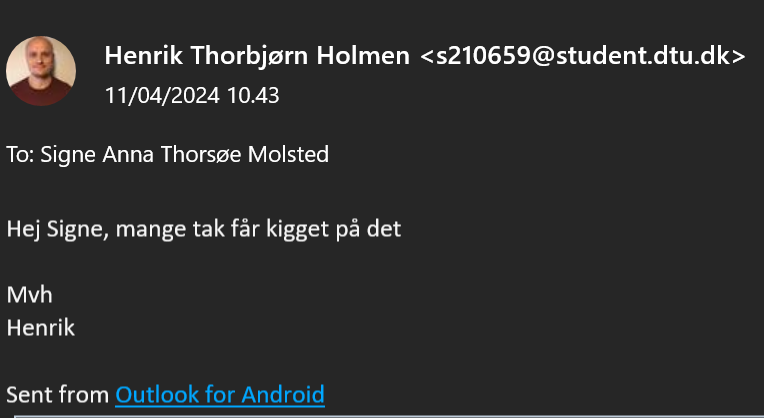 Henrik Thorbjørn Holmen <s210659@student.dtu.dk>
11/04/2024 10.43
To: Signe Anna Thorsøe Molsted
Hej Signe, mange tak får kigget på det
Mvh
Henrik
Sent from Outlook for Android